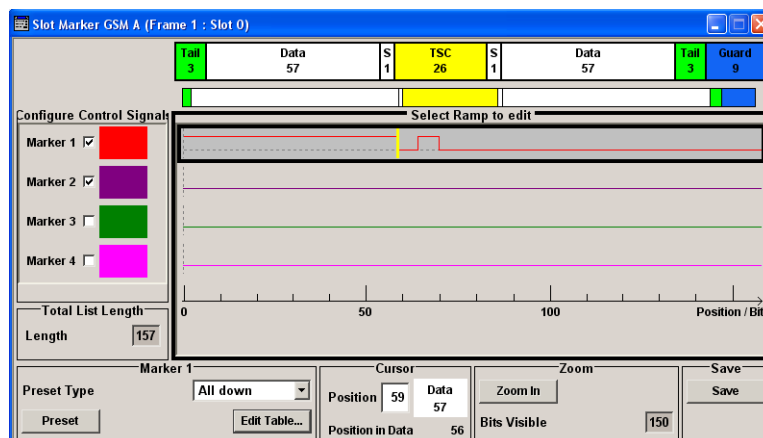 Slot Marker GSM A (Frame 1 : Slot 0)
Tail Data S TSC S Data Tail Guard
3 57 1 26 1 57 3 9
Configure Control Signals
Select Ramp to edit
Marker 1
Marker 2
Marker 3
Marker 4
0 50 100 Position / Bit
Total List Length
Length 157
Marker 1
Preset Type All down
Preset Edit Table...
Cursor
Position 59 Data
57
Position in Data 56
Zoom
Zoom In
Bits Visible 150
Save
Save